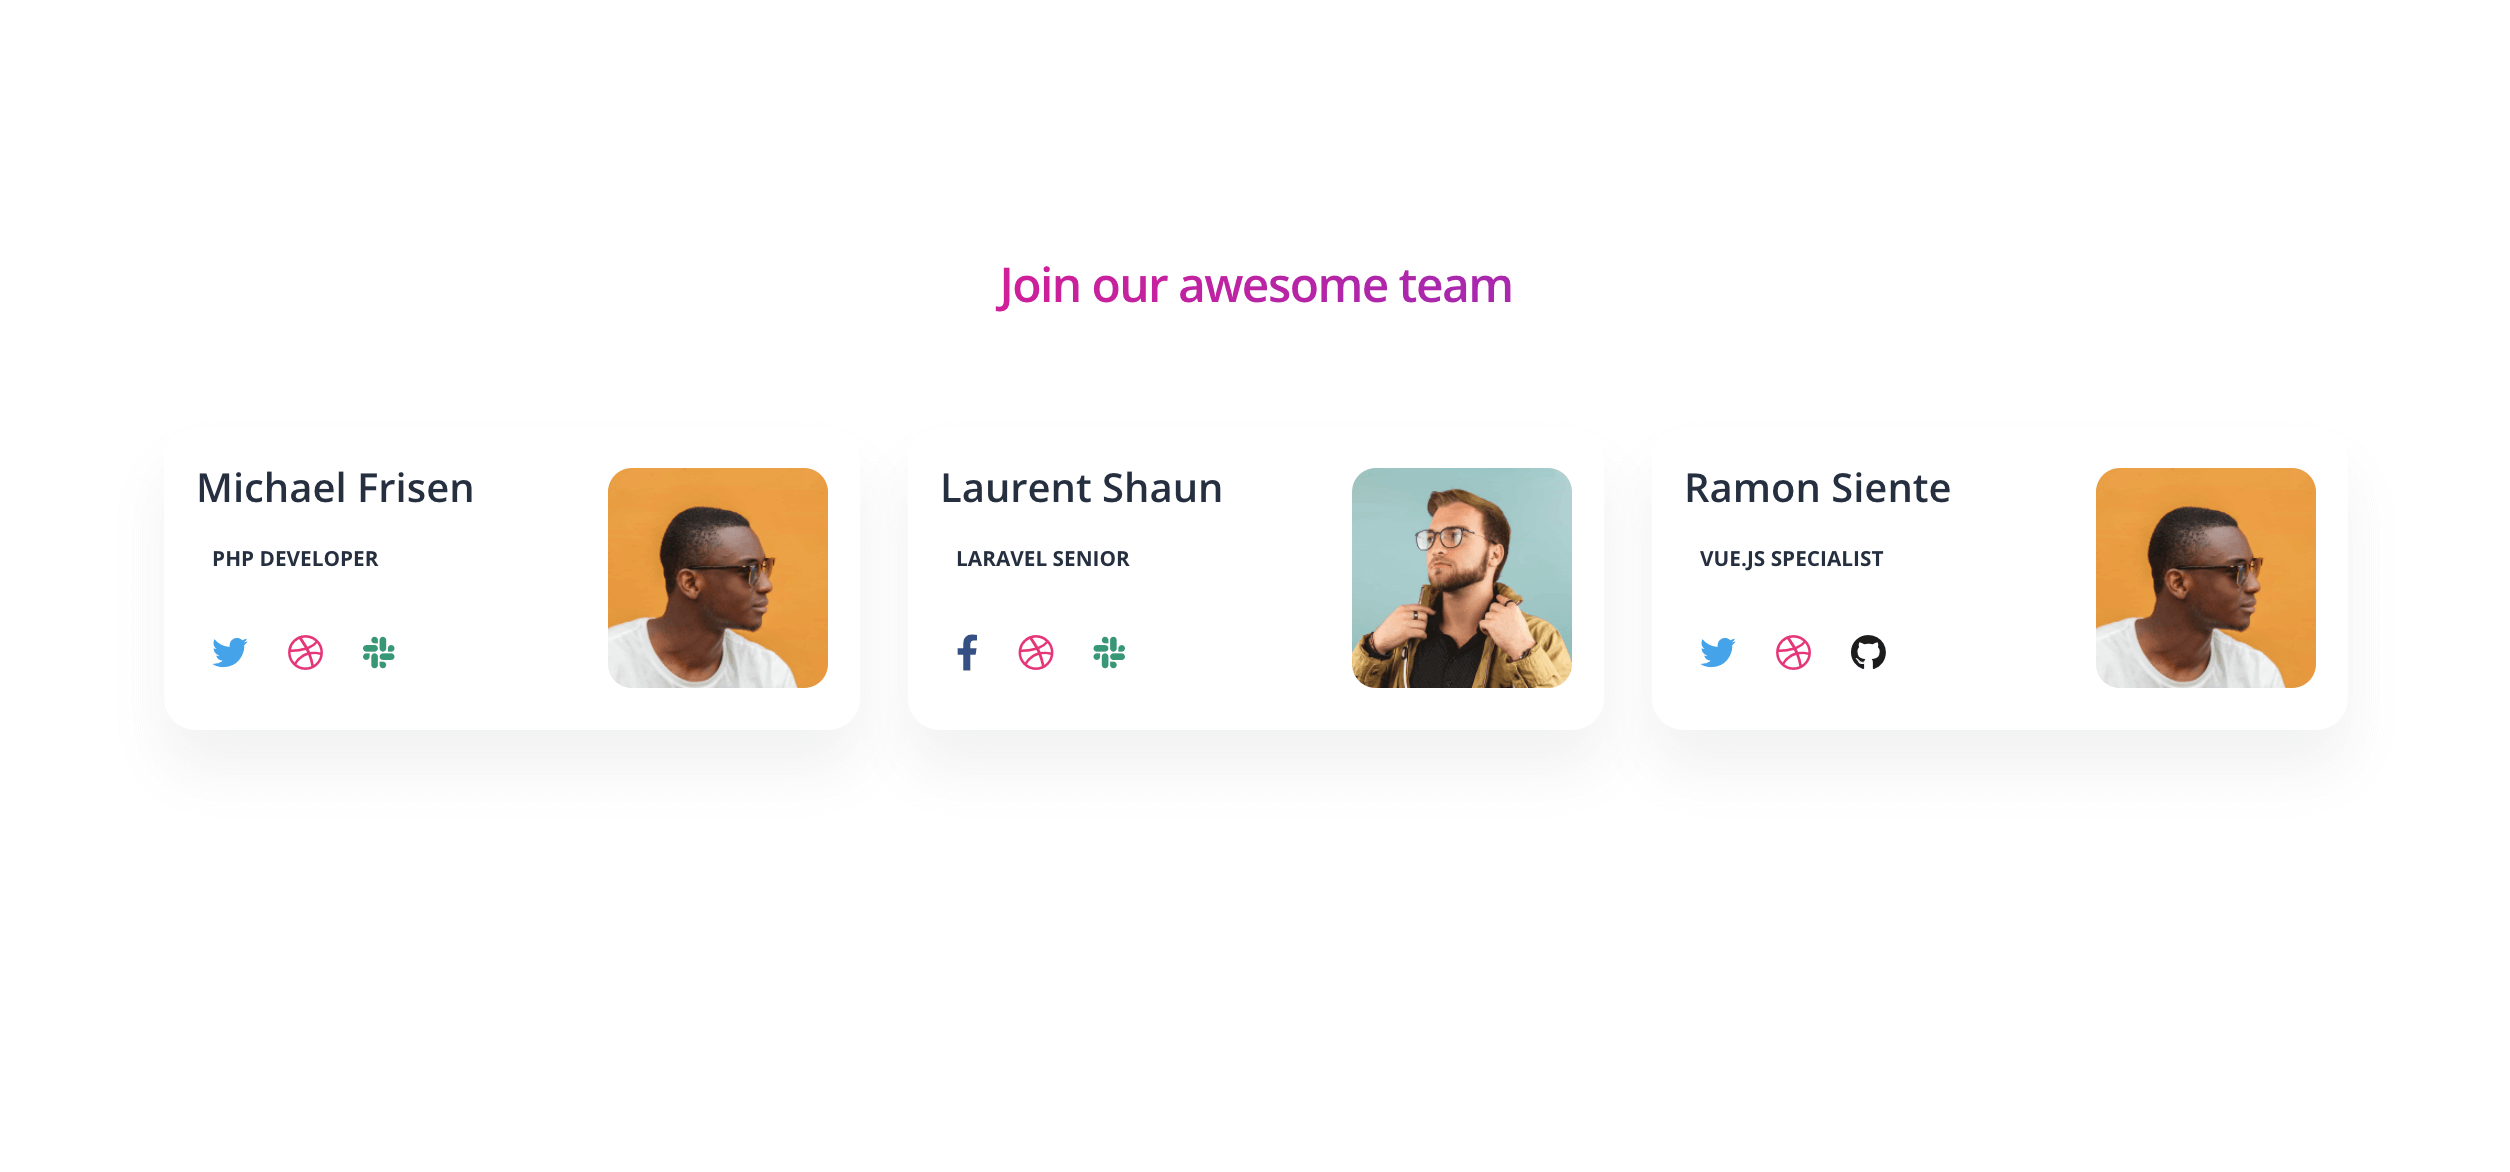 Join our awesome team
Michael Frisen
PHP DEVELOPER
Laurent Shaun
LARAVEL SENIOR
Ramon Siente
VUE.JS SPECIALIST